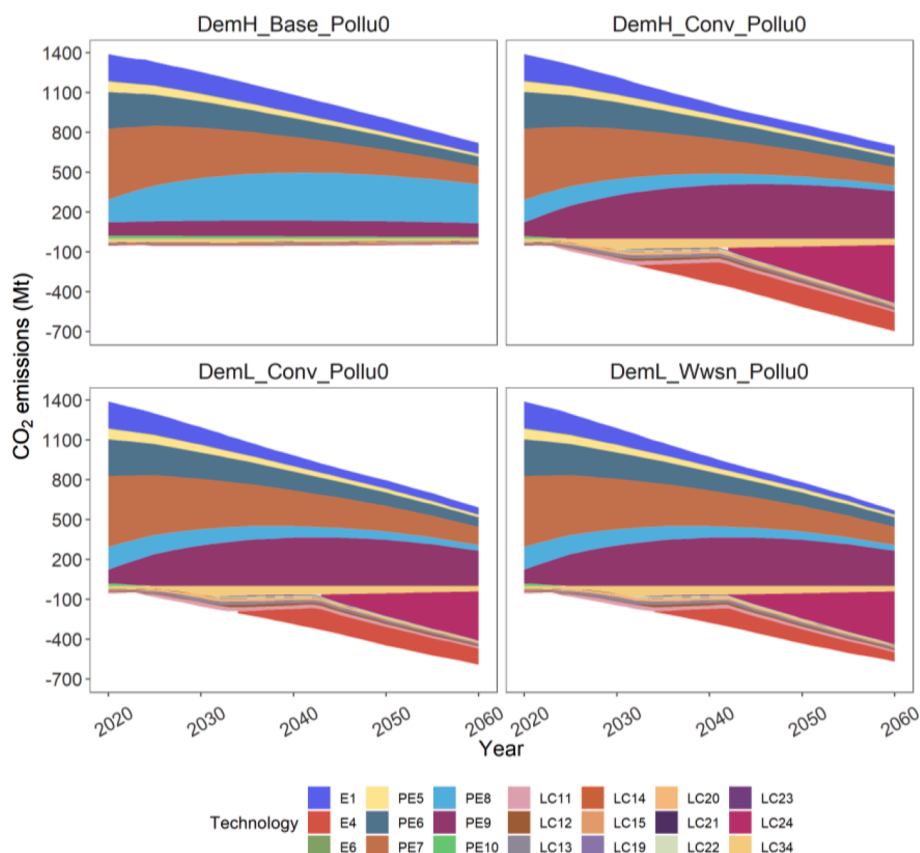 DemH_Base_Pollu0
DemH_Conv_Pollu0
1400
1100
800
500
200
-100
-400
-700
CO₂ emissions (Mt)
DemL_Conv_Pollu0
DemL_Wwsn_Pollu0
1400
1100
800
500
200
-100
-400
-700
2020
2030
2040
2050
2060
2020
2030
2040
2050
2060
Year
Technology
E1 PE5 PE8 LC11 LC14 LC20 LC23
E4 PE6 PE9 LC12 LC15 LC21 LC24
E6 PE7 PE10 LC13 LC19 LC22 LC34